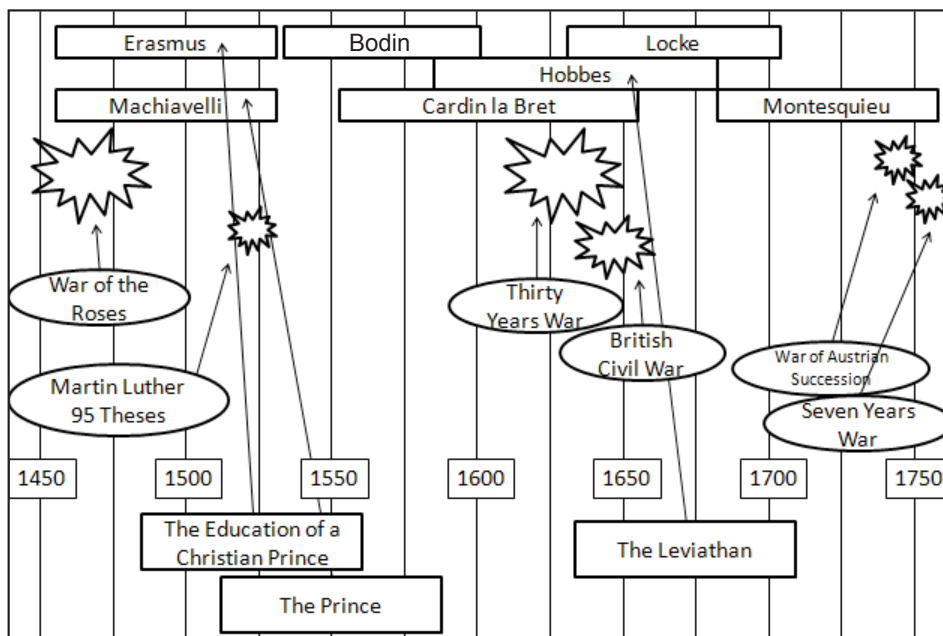 Erasmus
Bodin
Locke
Hobbes
Machiavelli
Cardin la Bret
Montesquieu
War of the
Roses
Thirty
Years War
British
Civil War
War of Austrian
Succession
Martin Luther
95 Theses
Seven Years
War
1450
1500
1550
1600
1650
1700
1750
The Education of a
Christian Prince
The Leviathan
The Prince